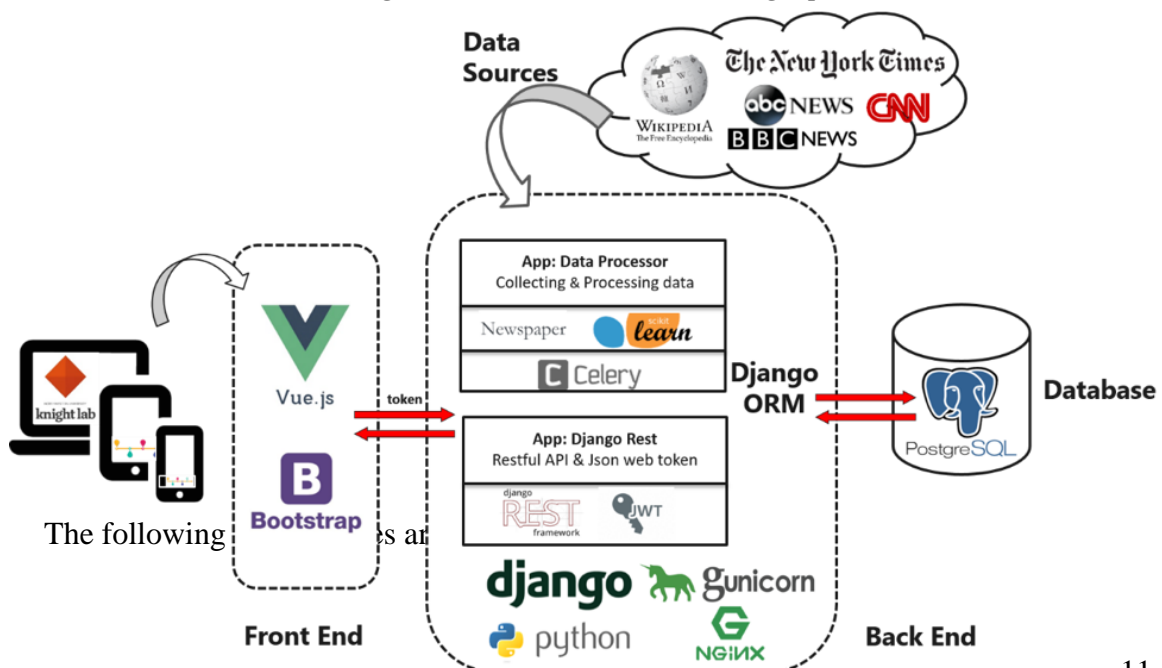 Data
Sources
The New York Times
WIKIPEDIA
The Free Encyclopedia
abc NEWS
CNN
BBC NEWS
App: Data Processor
Collecting & Processing data
Newspaper
scikit
learn
C Celery
Vue.js
token
Django
ORM
Database
PostgreSQL
knight lab
App: Django Rest
Restful API & Json web token
django
REST
framework
JWT
B
Bootstrap
The following
django
gunicorn
python
NGINX
Front End
Back End